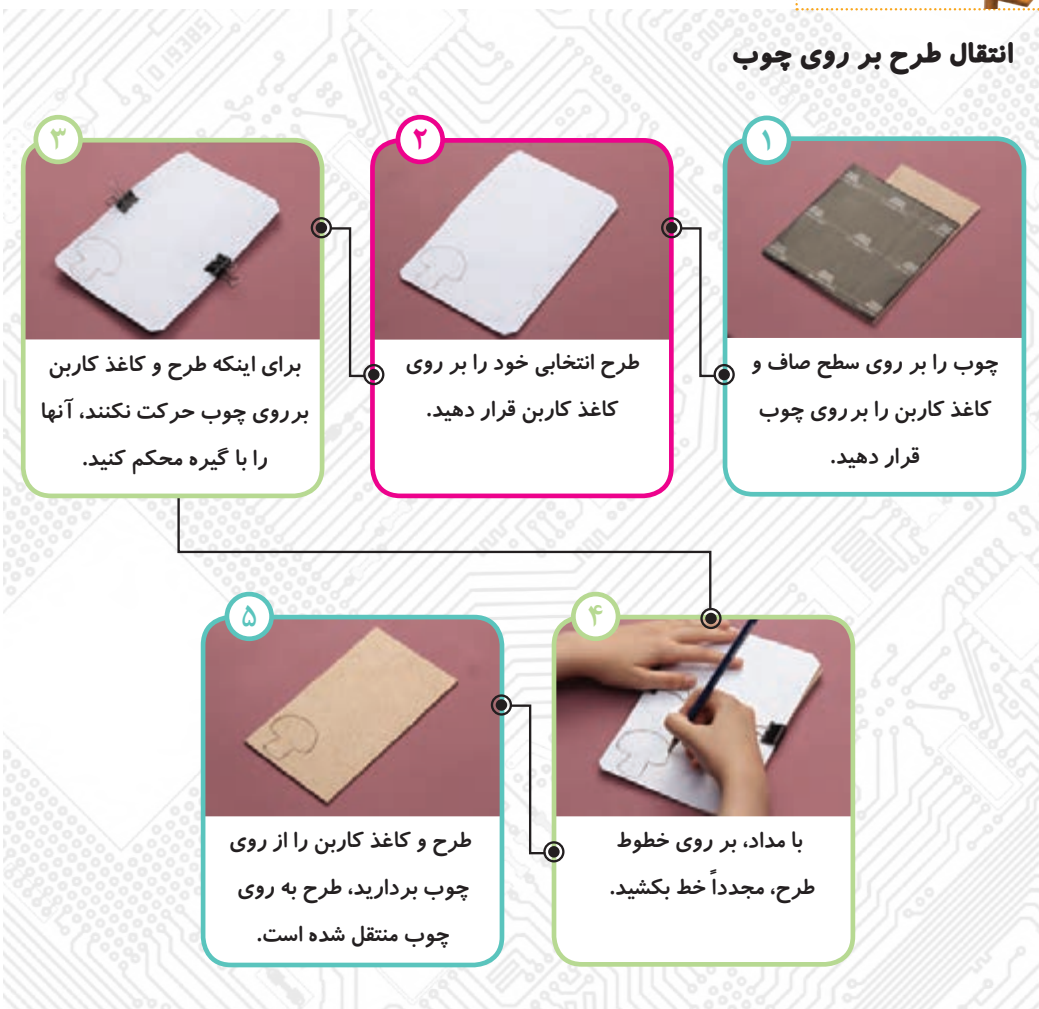 انتقال طرح بر روی چوب
۱
چوب را بر روی سطح صاف و
کاغذ کاربن را بر روی چوب
قرار دهید.
۲
طرح انتخابی خود را بر روی
کاغذ کاربن قرار دهید.
۳
برای اینکه طرح و کاغذ کاربن
بر روی چوب حرکت نکنند، آنها
را با گیره محکم کنید.
۴
با مداد، بر روی خطوط
طرح، مجدداً خط بکشید.
۵
طرح و کاغذ کاربن را از روی
چوب بردارید، طرح به روی
چوب منتقل شده است.